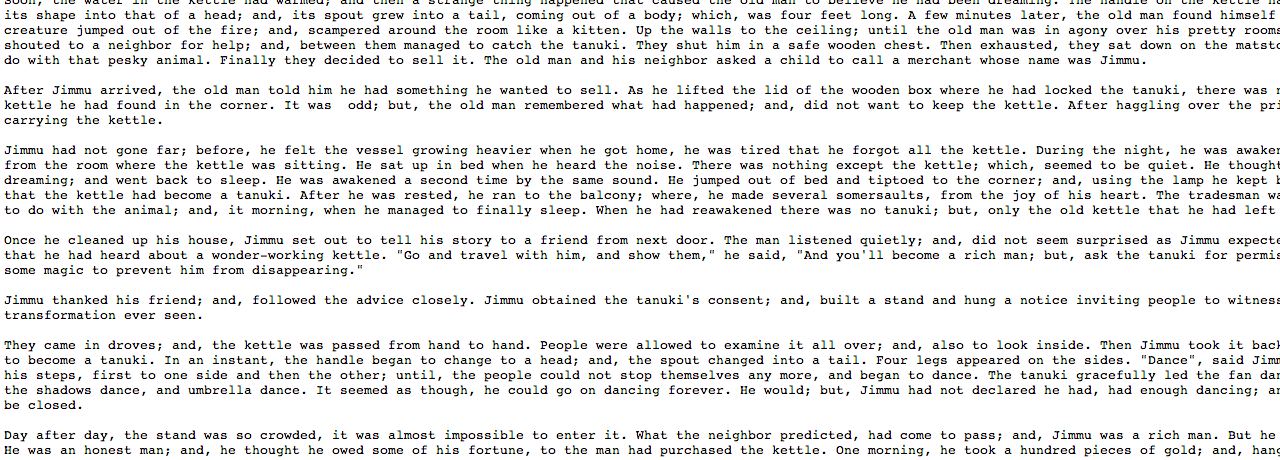 Soon, the water in the kettle had warmed; and then a strange thing happened that caused the old man to believe he had been dreaming. The handle on the kettle
its shape into that of a head; and, its spout grew into a tail, coming out of a body; which, was four feet long. A few minutes later, the old man found himself
creature jumped out of the fire; and, scampered around the room like a kitten. Up the walls to the ceiling; until the old man was in agony over his pretty rooms
shouted to a neighbor for help; and, between them managed to catch the tanuki. They shut him in a safe wooden chest. Then exhausted, they sat down on the matsto
do with that pesky animal. Finally they decided to sell it. The old man and his neighbor asked a child to call a merchant whose name was Jimmu.
After Jimmu arrived, the old man told him he had something he wanted to sell. As he lifted the lid of the wooden box where he had locked the tanuki, there was
kettle he had found in the corner. It was  odd; but, the old man remembered what had happened; and, did not want to keep the kettle. After haggling over the pri
carrying the kettle.
Jimmu had not gone far; before, he felt the vessel growing heavier when he got home, he was tired that he forgot all the kettle. During the night, he was awaken
from the room where the kettle was sitting. He sat up in bed when he heard the noise. There was nothing except the kettle; which, seemed to be quiet. He thought
dreaming; and went back to sleep. He was awakened a second time by the same sound. He jumped out of bed and tiptoed to the corner; and, using the lamp he kept
that the kettle had become a tanuki. After he was rested, he ran to the balcony; where, he made several somersaults, from the joy of his heart. The tradesman wa
to do with the animal; and, it morning, when he managed to finally sleep. When he had reawakened there was no tanuki; but, only the old kettle that he had left
Once he cleaned up his house, Jimmu set out to tell his story to a friend from next door. The man listened quietly; and, did not seem surprised as Jimmu expecte
that he had heard about a wonder-working kettle. "Go and travel with him, and show them," he said, "And you'll become a rich man; but, ask the tanuki for permis
some magic to prevent him from disappearing."
Jimmu thanked his friend; and, followed the advice closely. Jimmu obtained the tanuki's consent; and, built a stand and hung a notice inviting people to witness
transformation ever seen.
They came in droves; and, the kettle was passed from hand to hand. People were allowed to examine it all over; and, also to look inside. Then Jimmu took it back
to become a tanuki. In an instant, the handle began to change to a head; and, the spout changed into a tail. Four legs appeared on the sides. "Dance", said Jimm
his steps, first to one side and then the other; until, the people could not stop themselves any more, and began to dance. The tanuki gracefully led the fan dan
the shadows dance, and umbrella dance. It seemed as though, he could go on dancing forever. He would; but, Jimmu had not declared he had, had enough dancing; an
be closed.
Day after day, the stand was so crowded, it was almost impossible to enter it. What the neighbor predicted, had come to pass; and, Jimmu was a rich man. But he
He was an honest man; and, he thought he owed some of his fortune, to the man had purchased the kettle. One morning, he took a hundred pieces of gold; and, hang